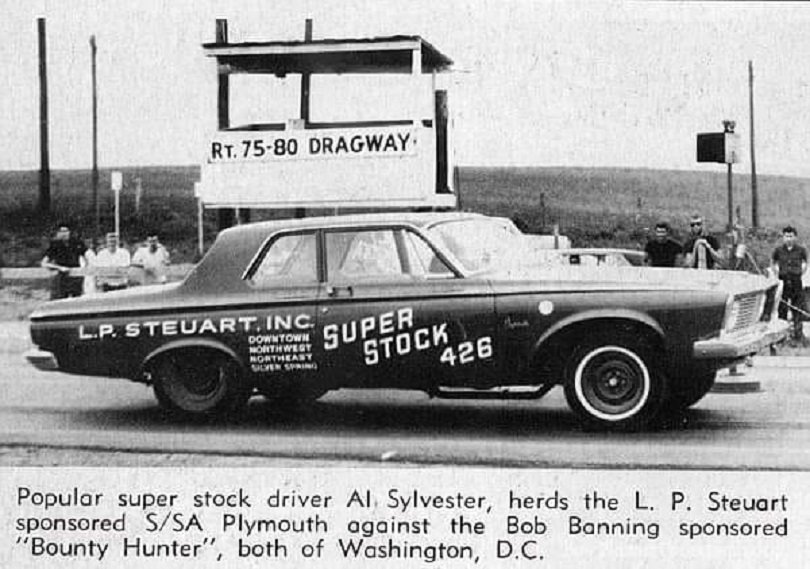 RT. 75-80 DRAGWAY
L.P. STEUART, INC.
DOWNTOWN
NORTHWEST
NORTHEAST
SILVER SPRING
SUPER
STOCK
426
Popular super stock driver Al Sylvester, herds the L. P. Steuart
sponsored S/SA Plymouth against the Bob Banning sponsored
"Bounty Hunter", both of Washington, D.C.